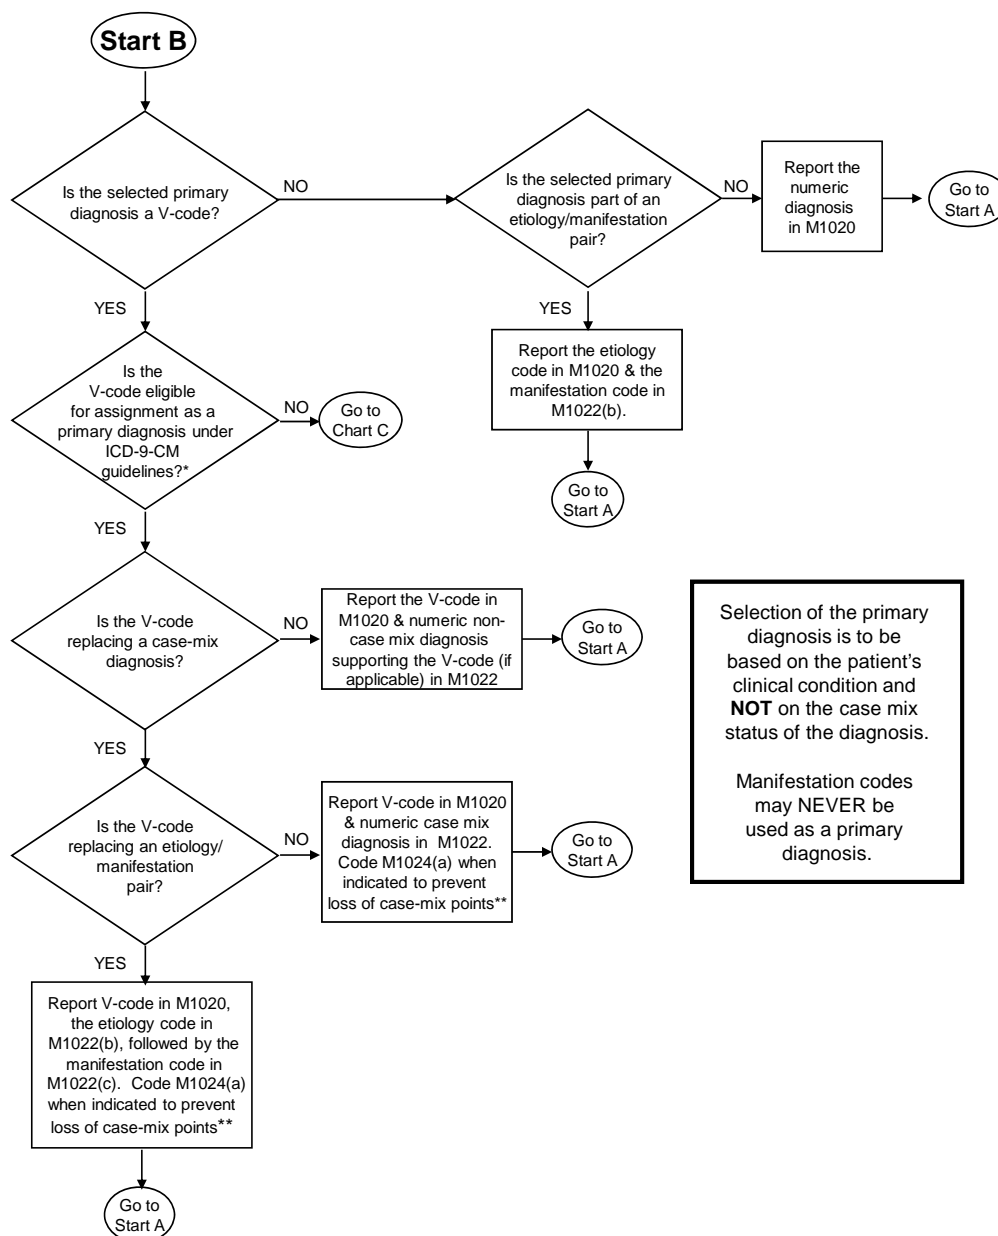 Start B
Is the selected primary
diagnosis a V-code?
NO
Is the selected primary
diagnosis part of an
etiology/manifestation
pair?
NO
Report the
numeric
diagnosis
in M1020
Go to
Start A
YES
YES
Report the etiology
code in M1020 & the
manifestation code in
M1022(b).
Go to
Start A
Is the
V-code eligible
for assignment as a
primary diagnosis under
ICD-9-CM
guidelines?*
NO
Go to
Chart C
YES
Is the V-code
replacing a case-mix
diagnosis?
NO
Report the V-code in
M1020 & numeric non-
case mix diagnosis
supporting the V-code (if
applicable) in M1022
Go to
Start A
Selection of the primary
diagnosis is to be
based on the patient's
clinical condition and
NOT on the case mix
status of the diagnosis.
Manifestation codes
may NEVER be
used as a primary
diagnosis.
YES
Is the V-code
replacing an etiology/
manifestation
pair?
NO
Report V-code in M1020
& numeric case mix
diagnosis in M1022.
Code M1024(a) when
indicated to prevent
loss of case-mix points**
Go to
Start A
YES
Report V-code in M1020,
the etiology code in
M1022(b), followed by the
manifestation code in
M1022(c). Code M1024(a)
when indicated to prevent
loss of case-mix points**
Go to
Start A